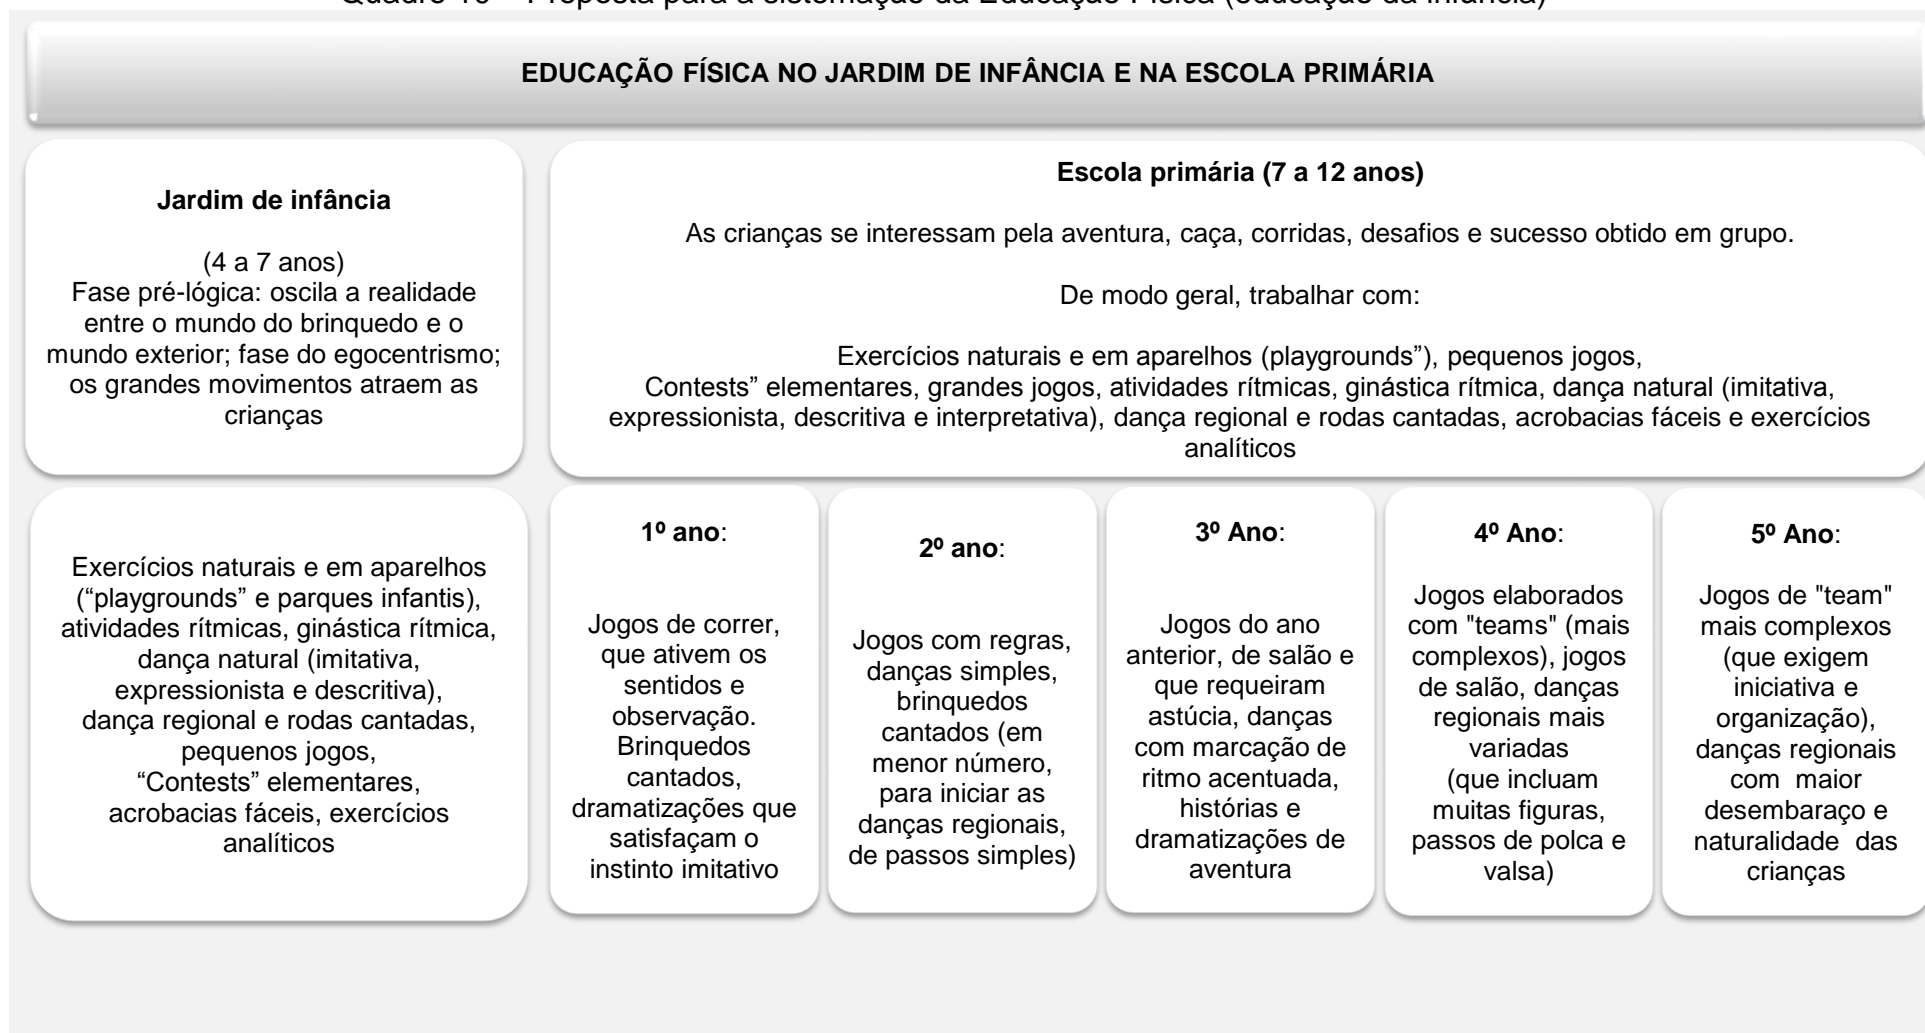 Quadro – Proposta para a sistemação da Educação Física (educação da infância)
EDUCAÇÃO FÍSICA NO JARDIM DE INFÂNCIA E NA ESCOLA PRIMÁRIA
Jardim de infância
(4 a 7 anos)
Fase pré-lógica: oscila a realidade
entre o mundo do brinquedo e o
mundo exterior; fase do egocentrismo;
os grandes movimentos atraem as
crianças
Escola primária (7 a 12 anos)
As crianças se interessam pela aventura, caça, corridas, desafios e sucesso obtido em grupo.
De modo geral, trabalhar com:
Exercícios naturais e em aparelhos (playgrounds”), pequenos jogos,
Contests” elementares, grandes jogos, atividades rítmicas, ginástica rítmica, dança natural (imitativa,
expressionista, descritiva e interpretativa), dança regional e rodas cantadas, acrobacias fáceis e exercícios
analíticos
Exercícios naturais e em aparelhos
(“playgrounds” e parques infantis),
atividades rítmicas, ginástica rítmica,
dança natural (imitativa,
expressionista e descritiva),
dança regional e rodas cantadas,
pequenos jogos,
“Contests” elementares,
acrobacias fáceis, exercícios
analíticos
1º ano:
Jogos de correr,
que ativem os
sentidos e
observação.
Brinquedos
cantados,
dramatizações que
satisfaçam o
instinto imitativo
2º ano:
Jogos com regras,
danças simples,
brinquedos
cantados (em
menor número,
para iniciar as
danças regionais,
de passos simples)
3º Ano:
Jogos do ano
anterior, de salão e
que requeiram
astúcia, danças
com marcação de
ritmo acentuada,
histórias e
dramatizações de
aventura
4º Ano:
Jogos elaborados
com "teams" (mais
complexos), jogos
de salão, danças
regionais mais
variadas
(que incluam
muitas figuras,
passos de polca e
valsa)
5º Ano:
Jogos de "team"
mais complexos
(que exigem
iniciativa e
organização),
danças regionais
com maior
desembaraço e
naturalidade das
crianças